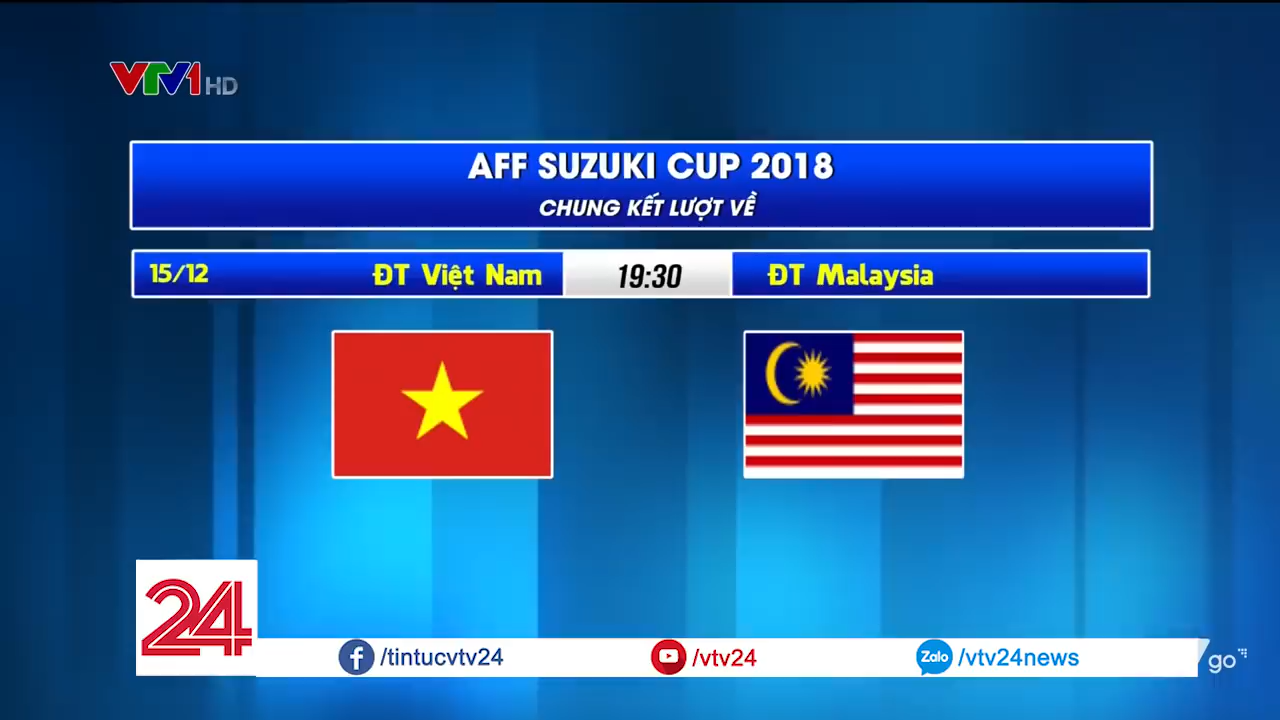 VTV1 HD
AFF SUZUKI CUP 2018
CHUNG KẾT LƯỢT VỀ
15/12 ĐT Việt Nam 19:30 ĐT Malaysia
24
/tintucvtv24 /vtv24 Zalo /vtv24news
go